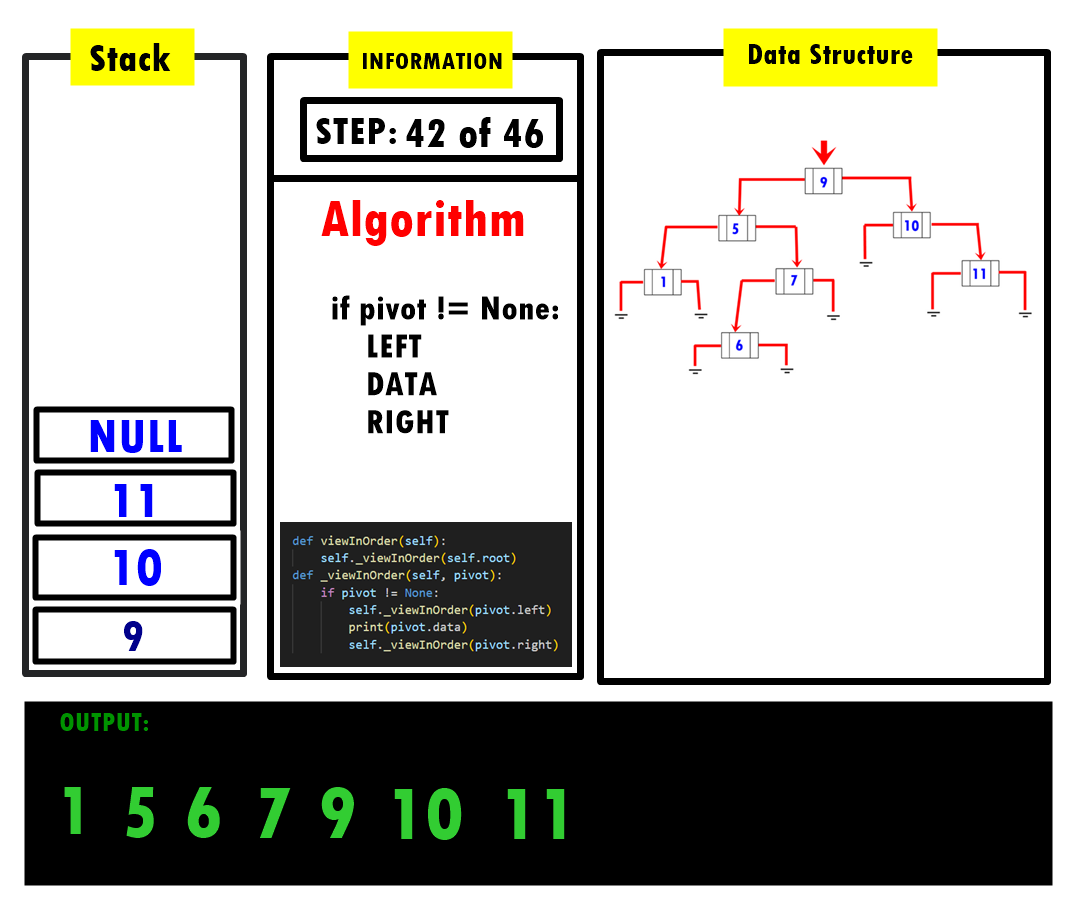 Stack
NULL
11
10
9
INFORMATION
STEP: 42 of 46
Algorithm
if pivot != None:
LEFT
DATA
RIGHT
def viewInOrder(self):
    self._viewInOrder(self.root)
def _viewInOrder(self, pivot):
    if pivot != None:
        self._viewInOrder(pivot.left)
        print(pivot.data)
        self._viewInOrder(pivot.right)
Data Structure
9
5
10
1
7
11
6
OUTPUT:
1 5 6 7 9 10 11